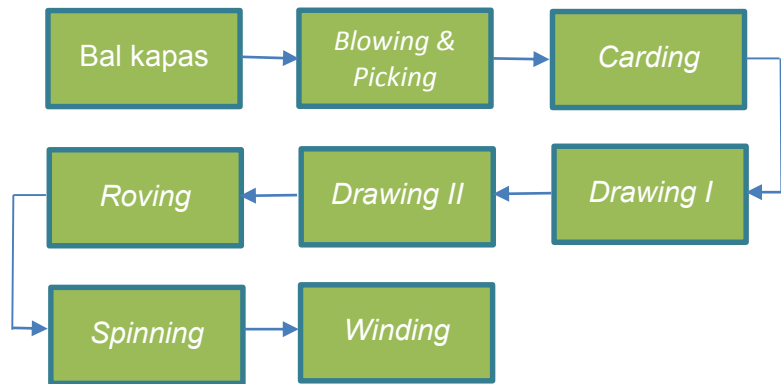 Bal kapas
Blowing &
Picking
Carding
Drawing I
Drawing II
Roving
Spinning
Winding